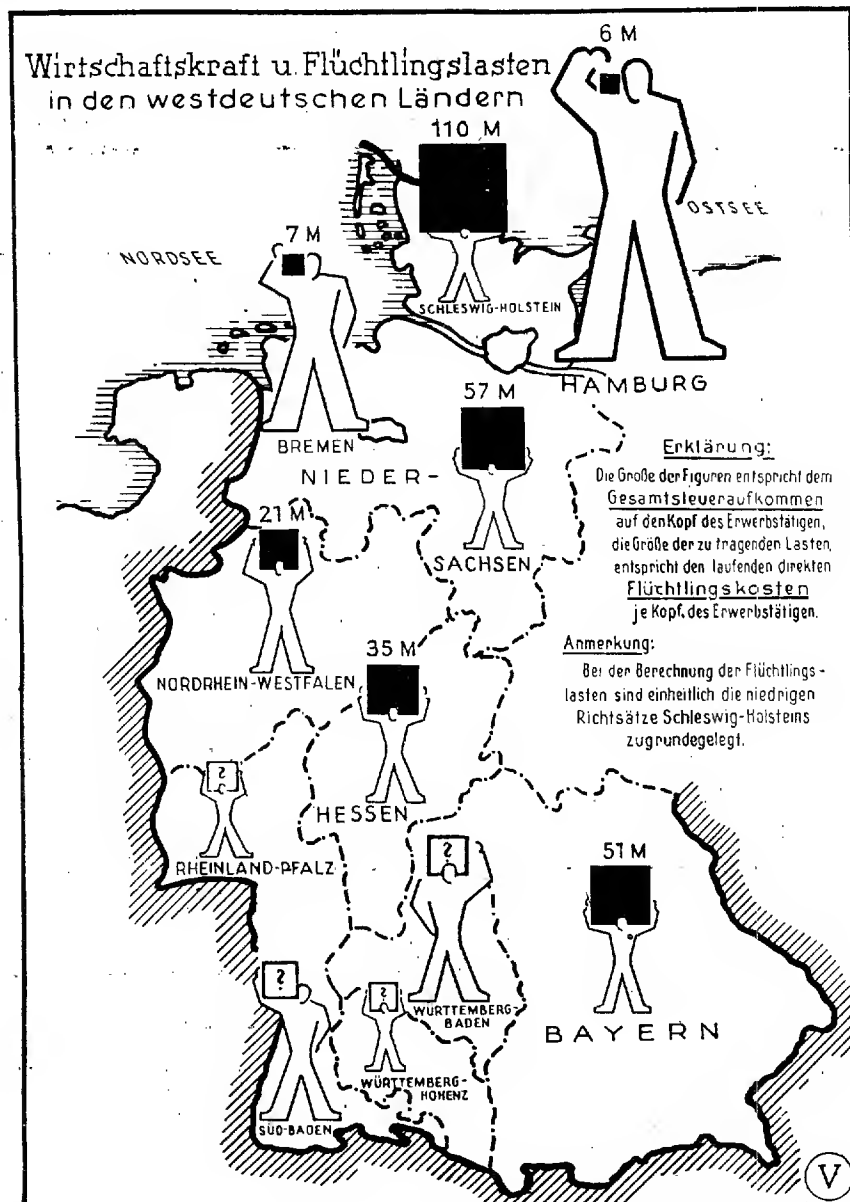 Wirtschaftskraft u. Flüchtlingslasten
in den westdeutschen Ländern
6 M
110 M
OSTSEE
7 M
NORDSEE
SCHLESWIG-HOLSTEIN
HAMBURG
57 M
BREMEN
NIEDER-
SACHSEN
Erklärung:
Die Große der Figuren entspricht dem
Gesamtsteueraufkommen
auf den Kopf des Erwerbstätigen,
die Größe der zu tragenden Lasten,
entspricht den laufenden direkten
Flüchtlingskosten
je Kopf des Erwerbstätigen.
Anmerkung:
Bei der Berechnung der Flüchtlings-
lasten sind einheitlich die niedrigen
Richtsätze Schleswig-Holsteins
zugrundegelegt.
21 M
NORDRHEIN-WESTFALEN
35 M
HESSEN
?
RHEINLAND-PFALZ
?
WÜRTTEMBERG-
BADEN
51 M
BAYERN
?
SÜD-BADEN
?
WÜRTTEMBERG-
HOHENZ
V